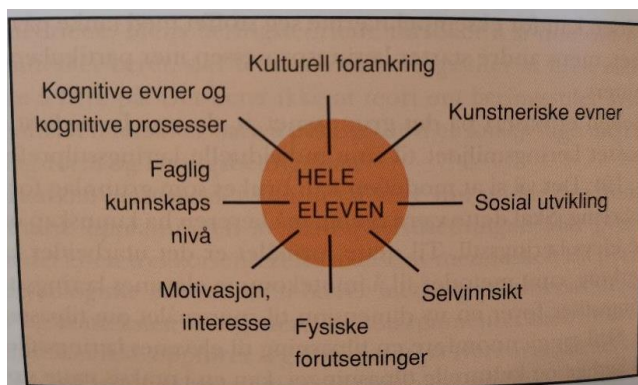 Kulturell forankring
Kognitive evner og
kognitive prosesser
Kunstneriske evner
HELE
ELEVEN
Faglig
kunnskaps
nivå
Sosial utvikling
Motivasjon,
interesse
Fysiske
forutsetninger
Selvinnsikt